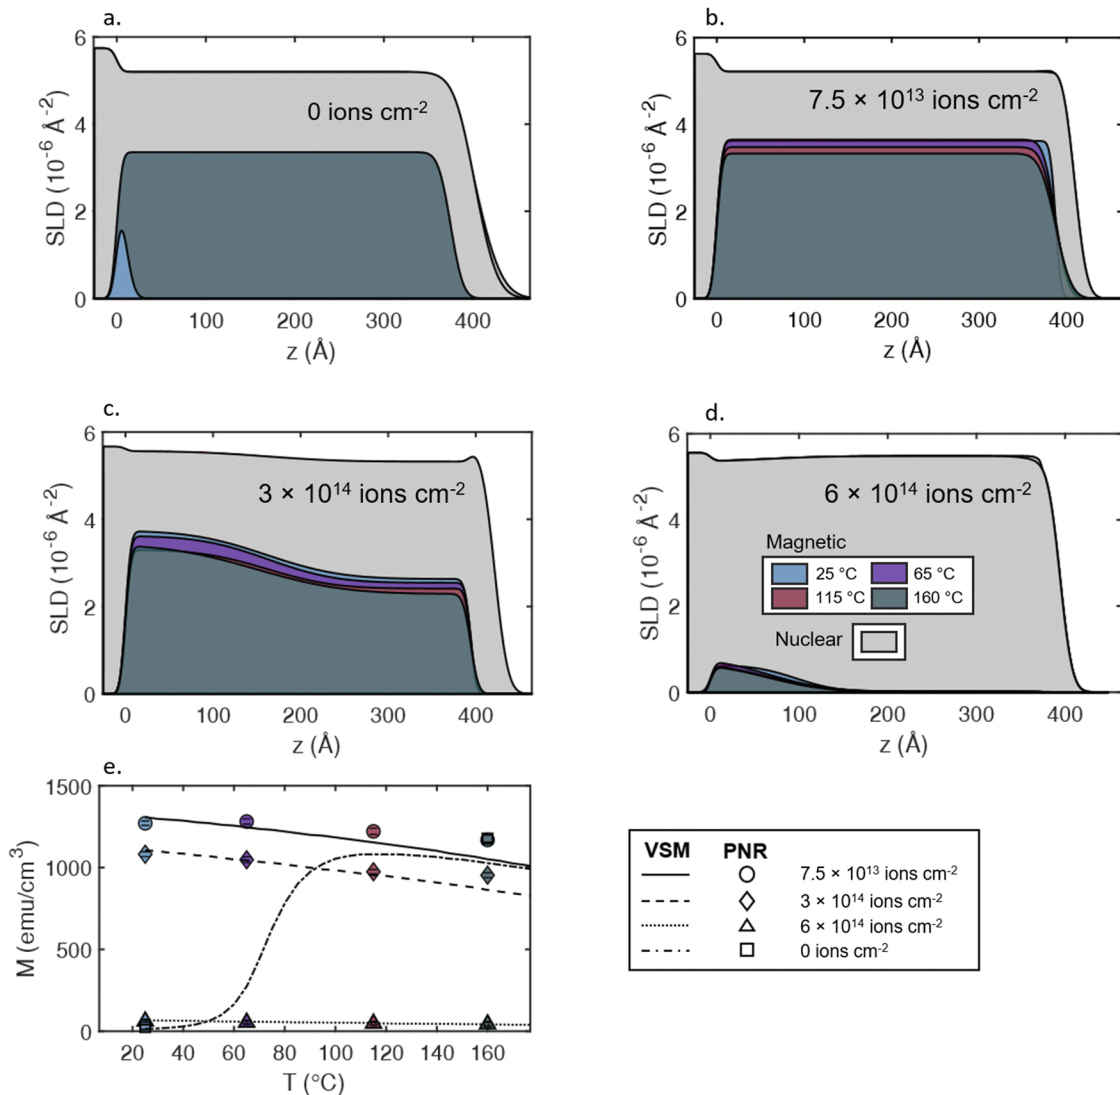 a.
6
4
2
0
SLD (10⁻⁶ Å⁻²)
0 ions cm⁻²
0 100 200 300 400
z (Å)
b.
6
4
2
0
SLD (10⁻⁶ Å⁻²)
7.5 × 10¹³ ions cm⁻²
0 100 200 300 400
z (Å)
c.
6
4
2
0
SLD (10⁻⁶ Å⁻²)
3 × 10¹⁴ ions cm⁻²
0 100 200 300 400
z (Å)
d.
6
4
2
0
SLD (10⁻⁶ Å⁻²)
6 × 10¹⁴ ions cm⁻²
Magnetic
25 °C 65 °C
115 °C 160 °C
Nuclear
0 100 200 300 400
z (Å)
e.
1500
1000
500
0
M (emu/cm³)
20 40 60 80 100 120 140 160
T (°C)
VSM PNR
7.5 × 10¹³ ions cm⁻²
3 × 10¹⁴ ions cm⁻²
6 × 10¹⁴ ions cm⁻²
0 ions cm⁻²